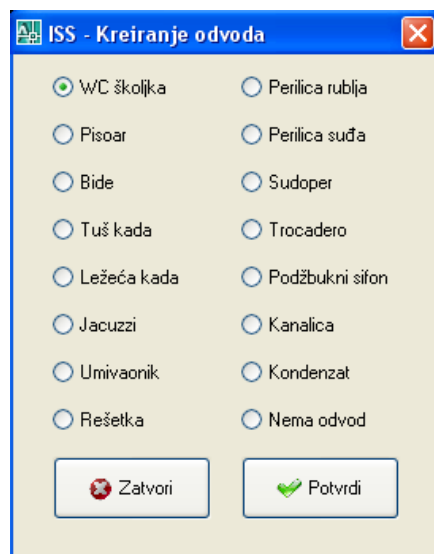 ISS - Kreiranje odvoda
WC školjka
Perilica rublja
Pisoar
Perilica suđa
Bide
Sudoper
Tuš kada
Trocadero
Ležeća kada
Podžbukni sifon
Jacuzzi
Kanalica
Umivaonik
Kondenzat
Rešetka
Nema odvod
Zatvori
Potvrdi